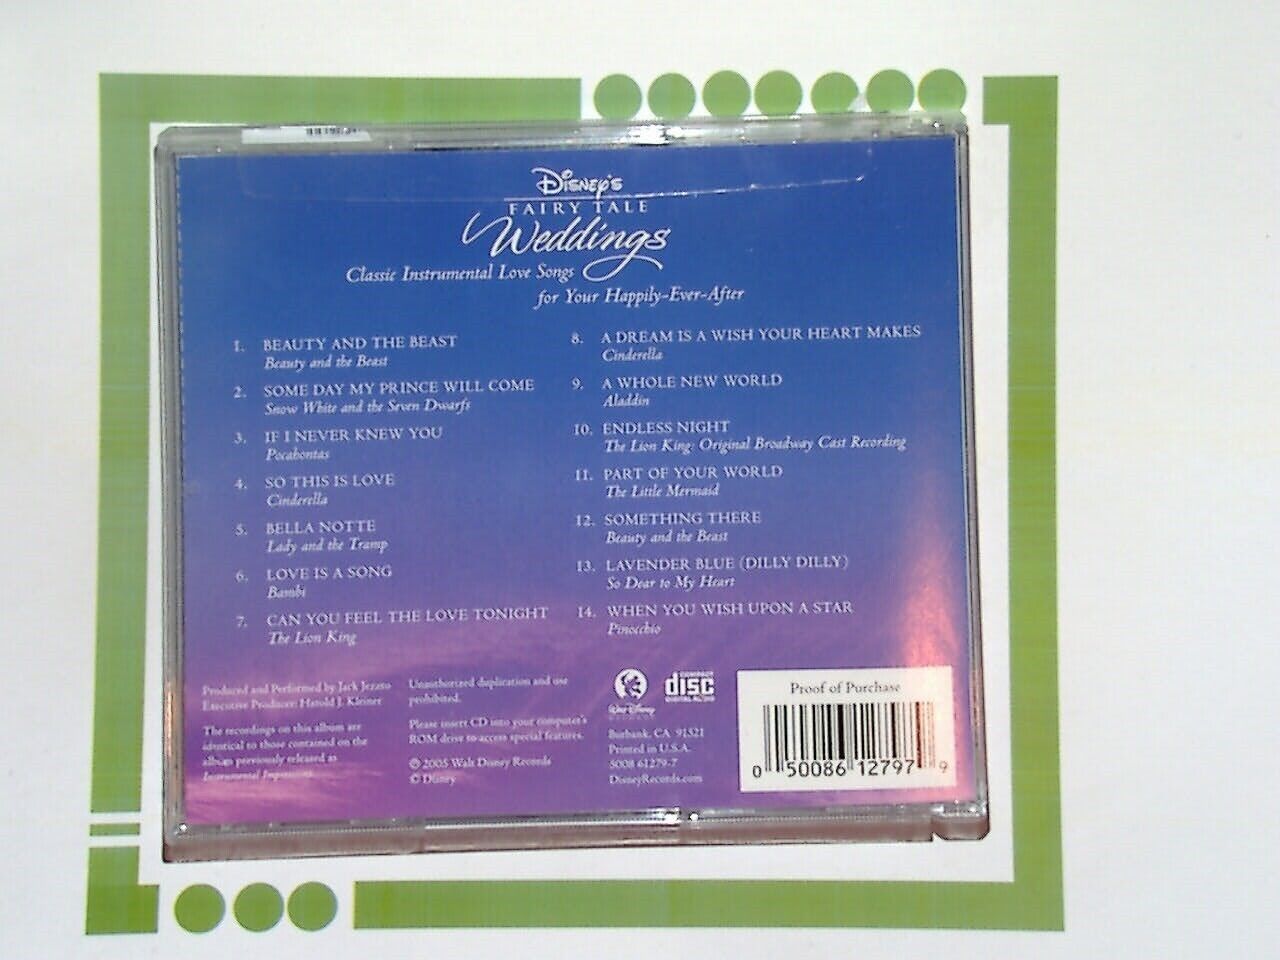 Disney's
FAIRY TALE
Weddings
Classic Instrumental Love Songs
for Your Happily-Ever-After
1. BEAUTY AND THE BEAST
Beauty and the Beast
2. SOME DAY MY PRINCE WILL COME
Snow White and the Seven Dwarfs
3. IF I NEVER KNEW YOU
Pocahontas
4. SO THIS IS LOVE
Cinderella
5. BELLA NOTTE
Lady and the Tramp
6. LOVE IS A SONG
Bambi
7. CAN YOU FEEL THE LOVE TONIGHT
The Lion King
8. A DREAM IS A WISH YOUR HEART MAKES
Cinderella
9. A WHOLE NEW WORLD
Aladdin
10. ENDLESS NIGHT
The Lion King: Original Broadway Cast Recording
11. PART OF YOUR WORLD
The Little Mermaid
12. SOMETHING THERE
Beauty and the Beast
13. LAVENDER BLUE (DILLY DILLY)
So Dear to My Heart
14. WHEN YOU WISH UPON A STAR
Pinocchio
Produced and Performed by Jack Jezzro
Executive Producer: Harold J. Kleiner
The recordings on this album are
identical to those contained on the
album previously released as
Instrumental Impressions.
Unauthorized duplication and use
prohibited.
Please insert CD into your computer's
ROM drive to access special features.
℗ 2005 Walt Disney Records
© Disney
Walt Disney
RECORDS
COMPACT
disc
DIGITAL AUDIO
Burbank, CA 91521
Printed in U.S.A.
5008 61279-7
DisneyRecords.com
Proof of Purchase
0 50086 12797 9